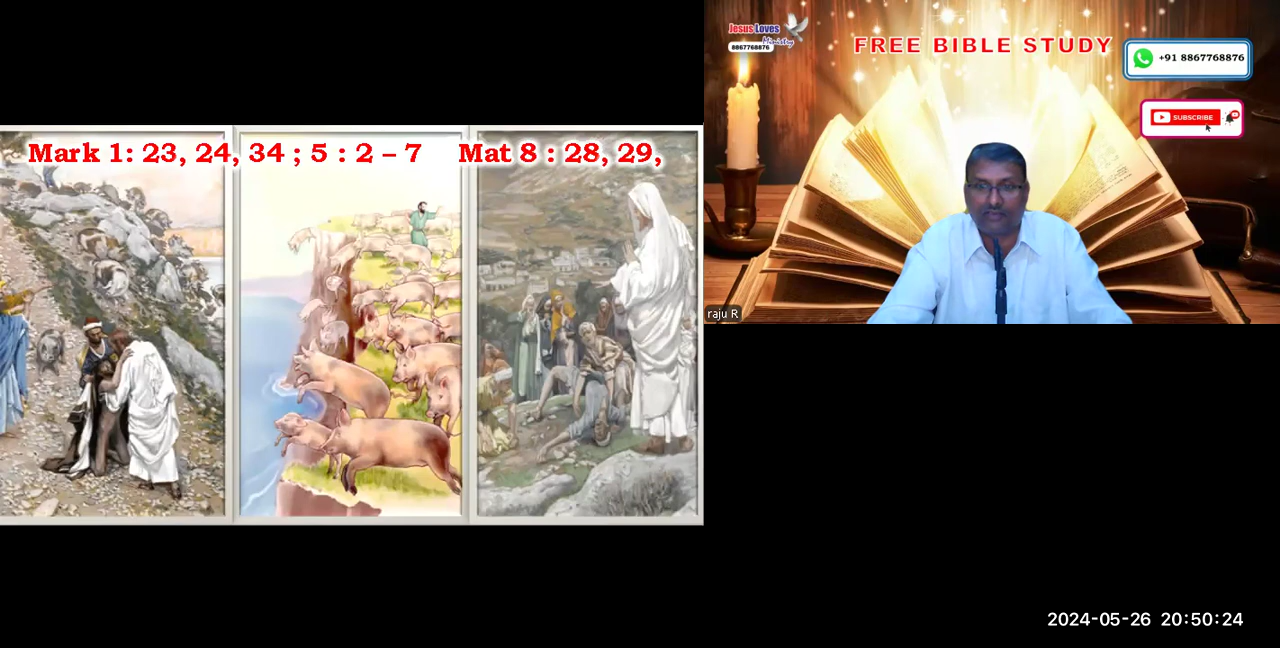 Mark 1: 23, 24, 34 ; 5 : 2 – 7 Mat 8 : 28, 29,
Jesus Loves
Ministry
8867768876
FREE BIBLE STUDY
+91 8867768876
SUBSCRIBE
raju R
2024-05-26 20:50:24